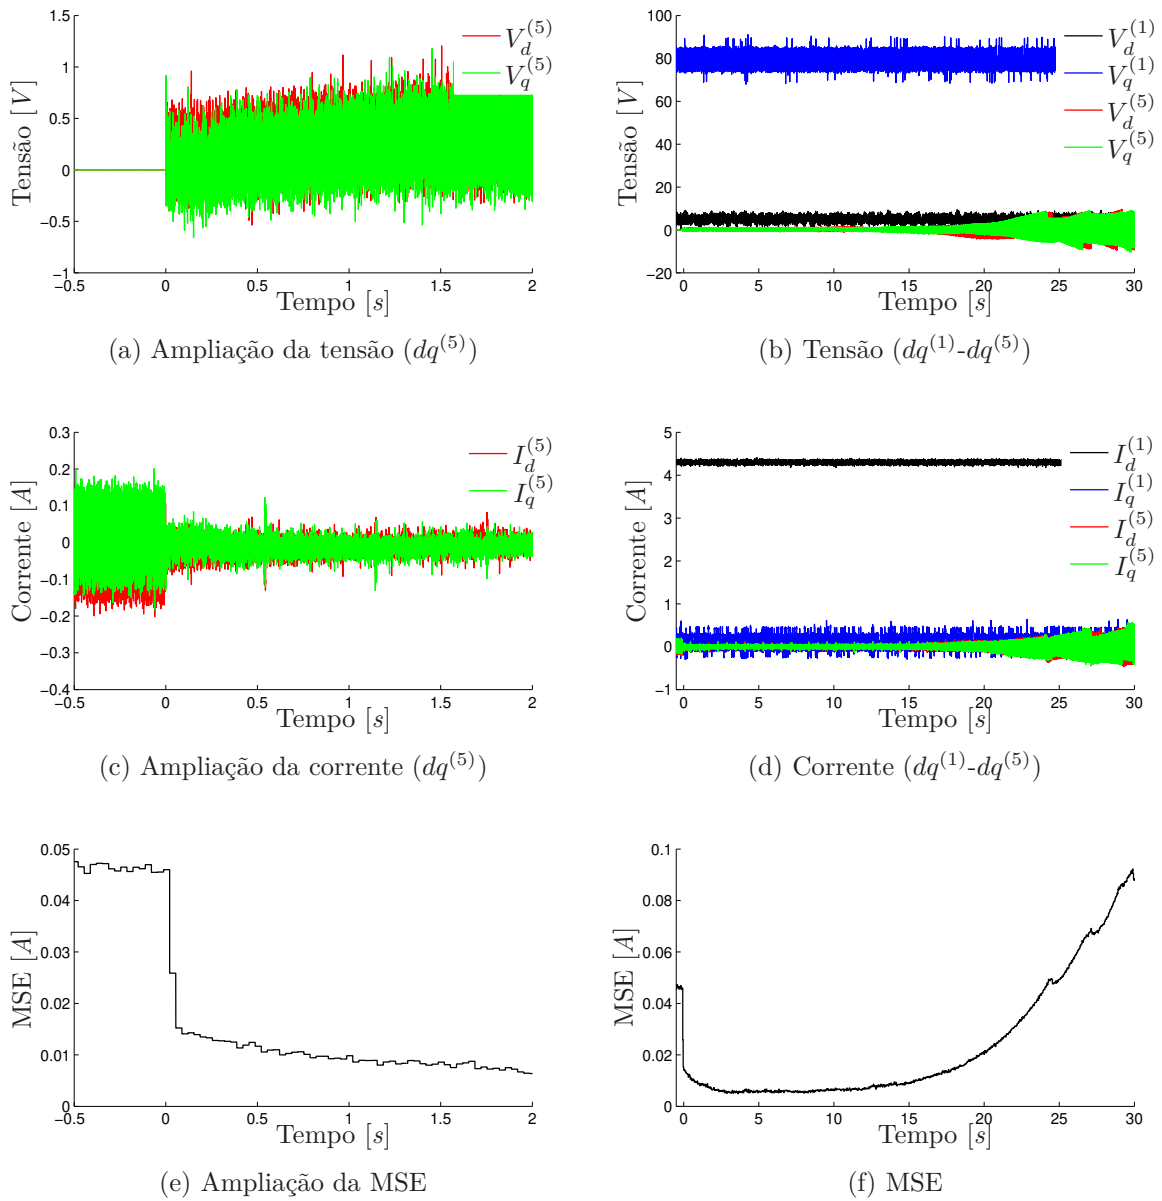 1.5
1
0.5
0
−0.5
−1
Tensão [V]
−0.5 0 0.5 1 1.5 2
Tempo [s]
V_d^(5)
V_q^(5)
(a) Ampliação da tensão (dq^(5))
100
80
60
40
20
0
−20
Tensão [V]
0 5 10 15 20 25 30
Tempo [s]
V_d^(1)
V_q^(1)
V_d^(5)
V_q^(5)
(b) Tensão (dq^(1)-dq^(5))
0.3
0.2
0.1
0
−0.1
−0.2
−0.3
−0.4
Corrente [A]
−0.5 0 0.5 1 1.5 2
Tempo [s]
I_d^(5)
I_q^(5)
(c) Ampliação da corrente (dq^(5))
5
4
3
2
1
0
−1
Corrente [A]
0 5 10 15 20 25 30
Tempo [s]
I_d^(1)
I_q^(1)
I_d^(5)
I_q^(5)
(d) Corrente (dq^(1)-dq^(5))
0.05
0.04
0.03
0.02
0.01
0
MSE [A]
−0.5 0 0.5 1 1.5 2
Tempo [s]
(e) Ampliação da MSE
0.1
0.08
0.06
0.04
0.02
0
MSE [A]
0 5 10 15 20 25 30
Tempo [s]
(f) MSE